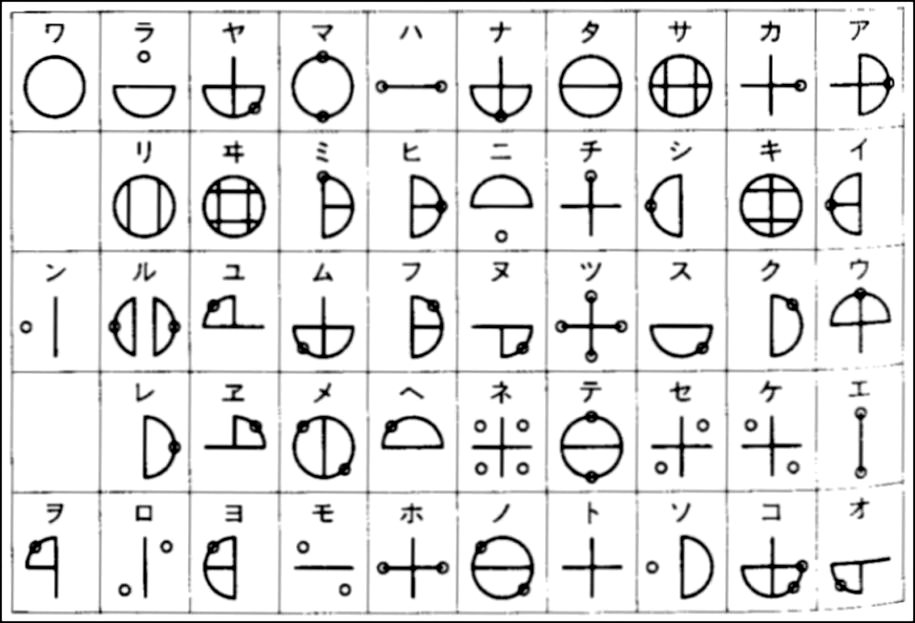 ワ ラ ヤ マ ハ ナ タ サ カ ア
リ ヰ ミ ヒ ニ チ シ キ イ
ン ル ユ ム フ ヌ ツ ス ク ウ
レ ヱ メ ヘ ネ テ セ ケ エ
ヲ ロ ヨ モ ホ ノ ト ソ コ オ